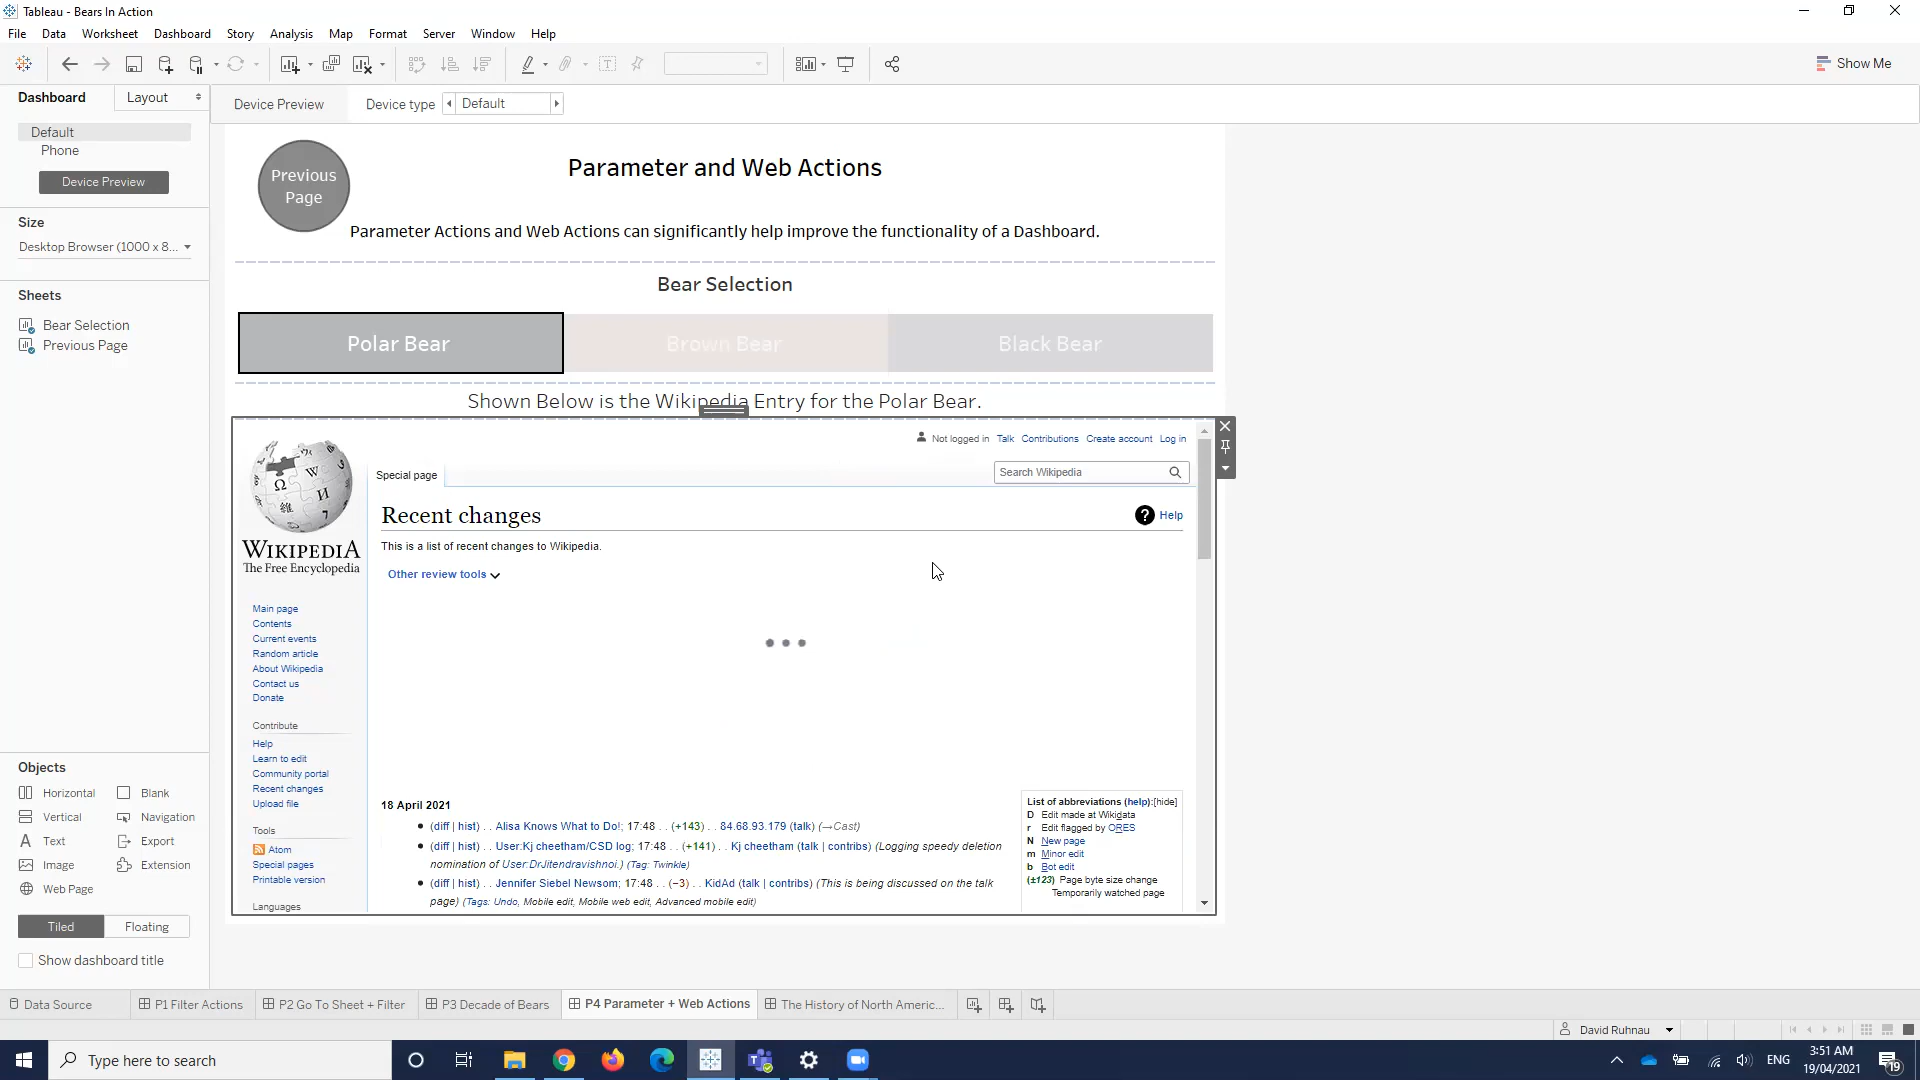 Tableau - Bears In Action
File Data Worksheet Dashboard Story Analysis Map Format Server Window Help
Show Me
Dashboard Layout
Device Preview Device type Default
Default
Phone
Device Preview
Size
Desktop Browser (1000 x 8...
Sheets
Bear Selection
Previous Page
Objects
Horizontal Blank
Vertical Navigation
Text Export
Image Extension
Web Page
Tiled Floating
Show dashboard title
Previous
Page
Parameter and Web Actions
Parameter Actions and Web Actions can significantly help improve the functionality of a Dashboard.
Bear Selection
Polar Bear Brown Bear Black Bear
Shown Below is the Wikipedia Entry for the Polar Bear.
WIKIPEDIA
The Free Encyclopedia
Main page
Contents
Current events
Random article
About Wikipedia
Contact us
Donate
Contribute
Help
Learn to edit
Community portal
Recent changes
Upload file
Tools
Atom
Special pages
Printable version
Languages
Not logged in Talk Contributions Create account Log in
Special page
Search Wikipedia
Recent changes
Help
This is a list of recent changes to Wikipedia.
Other review tools
18 April 2021
(diff | hist) . . Alisa Knows What to Do!; 17:48 . . (+143) . . 84.68.93.179 (talk) (→Cast)
(diff | hist) . . User:Kj cheetham/CSD log; 17:48 . . (+141) . . Kj cheetham (talk | contribs) (Logging speedy deletion
nomination of User:DrJitendravishnoi.) (Tag: Twinkle)
(diff | hist) . . Jennifer Siebel Newsom; 17:48 . . (−3) . . KidAd (talk | contribs) (This is being discussed on the talk
page) (Tags: Undo, Mobile edit, Mobile web edit, Advanced mobile edit)
List of abbreviations (help):[hide]
D Edit made at Wikidata
r Edit flagged by ORES
N New page
m Minor edit
b Bot edit
(±123) Page byte size change
Temporarily watched page
Data Source P1 Filter Actions P2 Go To Sheet + Filter P3 Decade of Bears P4 Parameter + Web Actions The History of North Americ...
David Ruhnau
Type here to search
ENG
3:51 AM
19/04/2021
19